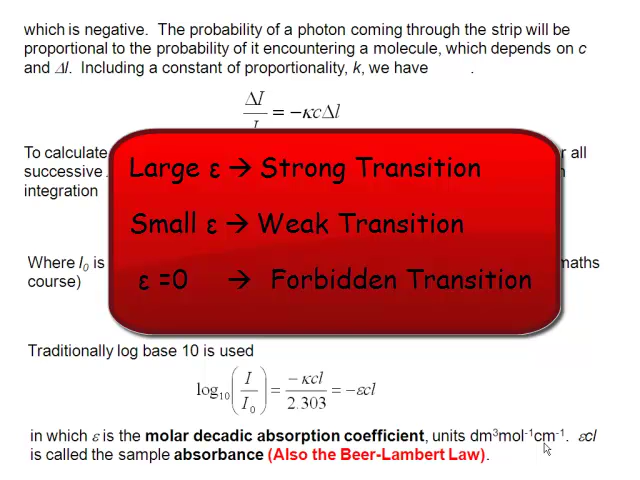 which is negative. The probability of a photon coming through the strip will be
proportional to the probability of it encountering a molecule, which depends on c
and Δl. Including a constant of proportionality, k, we have .
ΔI
— = −κcΔl
I
To calculate all
successive
integration
Large ε → Strong Transition
Small ε → Weak Transition
ε =0 → Forbidden Transition
Where I₀ is maths
course)
Traditionally log base 10 is used
log₁₀(I/I₀) = −κcl/2.303 = −εcl
in which ε is the molar decadic absorption coefficient, units dm³mol⁻¹cm⁻¹. εcl
is called the sample absorbance (Also the Beer-Lambert Law).